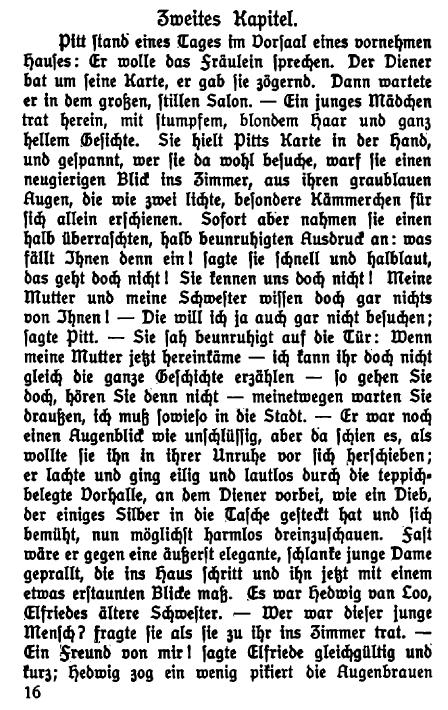 Zweites Kapitel.
Pitt stand eines Tages im Vorsaal eines vornehmen
Hauses: Er wolle das Fräulein sprechen. Der Diener
bat um seine Karte, er gab sie zögernd. Dann wartete
er in dem großen, stillen Salon. — Ein junges Mädchen
trat herein, mit stumpfem, blondem Haar und ganz
hellem Gesichte. Sie hielt Pitts Karte in der Hand,
und gespannt, wer sie da wohl besuche, warf sie einen
neugierigen Blick ins Zimmer, aus ihren graublauen
Augen, die wie zwei lichte, besondere Kämmerchen für
sich allein erschienen. Sofort aber nahmen sie einen
halb überraschten, halb beunruhigten Ausdruck an: was
fällt Ihnen denn ein! sagte sie schnell und halblaut,
das geht doch nicht! Sie kennen uns doch nicht! Meine
Mutter und meine Schwester wissen doch gar nichts
von Ihnen! — Die will ich ja auch gar nicht besuchen;
sagte Pitt. — Sie sah beunruhigt auf die Tür: Wenn
meine Mutter jetzt hereinkäme — ich kann ihr doch nicht
gleich die ganze Geschichte erzählen — so gehen Sie
doch, hören Sie denn nicht — meinetwegen warten Sie
draußen, ich muß sowieso in die Stadt. — Er war noch
einen Augenblick wie unschlüssig, aber da schien es, als
wollte sie ihn in ihrer Unruhe vor sich herschieben;
er lachte und ging eilig und lautlos durch die teppich-
belegte Vorhalle, an dem Diener vorbei, wie ein Dieb,
der einiges Silber in die Tasche gesteckt hat und sich
bemüht, nun möglichst harmlos dreinzuschauen. Fast
wäre er gegen eine äußerst elegante, schlanke junge Dame
geprallt, die ins Haus schritt und ihn jetzt mit einem
etwas erstaunten Blicke maß. Es war Hedwig van Loo,
Elfriedes ältere Schwester. — Wer war dieser junge
Mensch? fragte sie als sie zu ihr ins Zimmer trat. —
Ein Freund von mir! sagte Elfriede gleichgültig und
kurz; Hedwig zog ein wenig pikiert die Augenbrauen
16